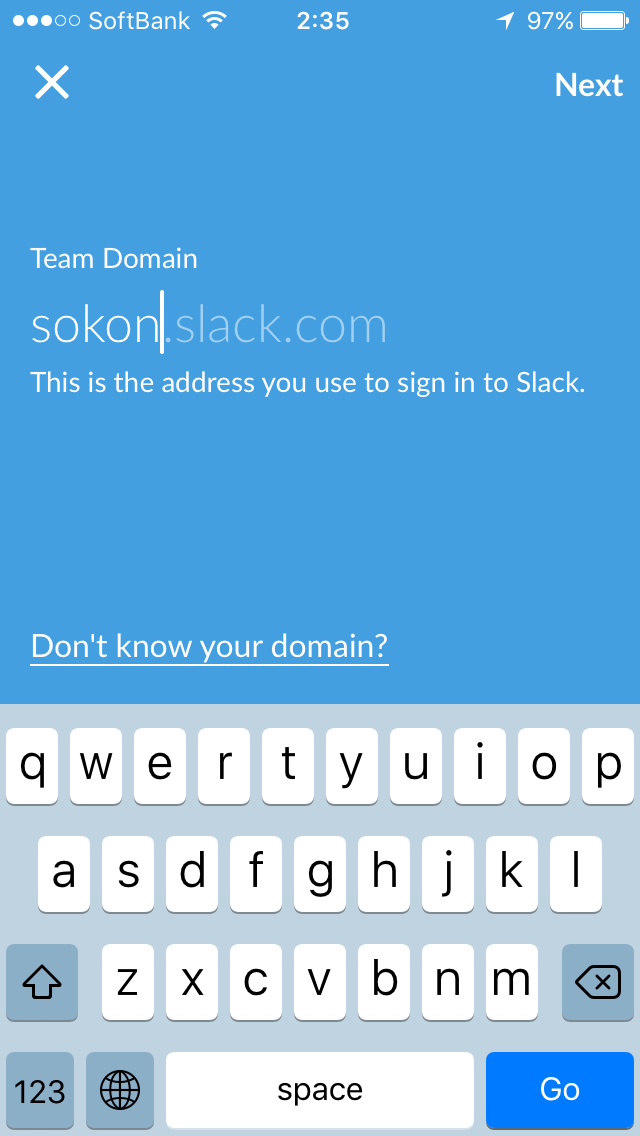 SoftBank 2:35 97%
Next
Team Domain
sokon.slack.com
This is the address you use to sign in to Slack.
Don't know your domain?
q w e r t y u i o p
a s d f g h j k l
z x c v b n m
123 space Go